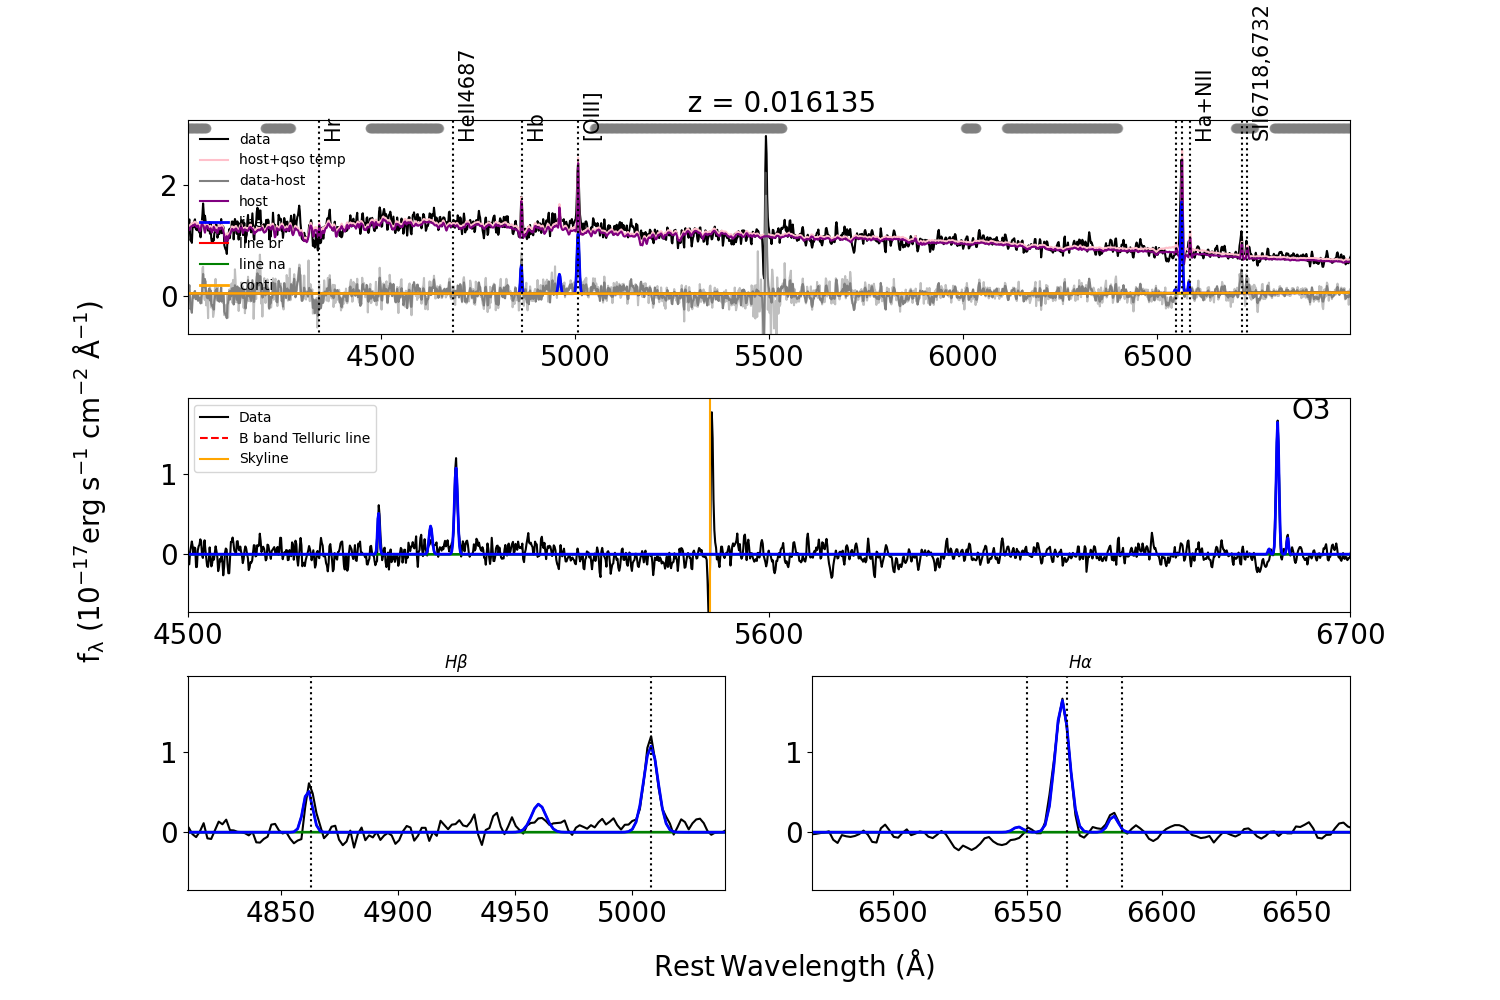 z = 0.016135
Hr
HeII4687
Hb
[OIII]
Ha+NII
SII6718,6732
data
host+qso temp
data-host
host
line br
line na
conti
2
0
4500
5000
5500
6000
6500
fλ (10⁻¹⁷erg s⁻¹ cm⁻² Å⁻¹)
Data
B band Telluric line
Skyline
O3
1
0
4500
5600
6700
Hβ
1
0
4850
4900
4950
5000
Hα
1
0
6500
6550
6600
6650
Rest Wavelength (Å)